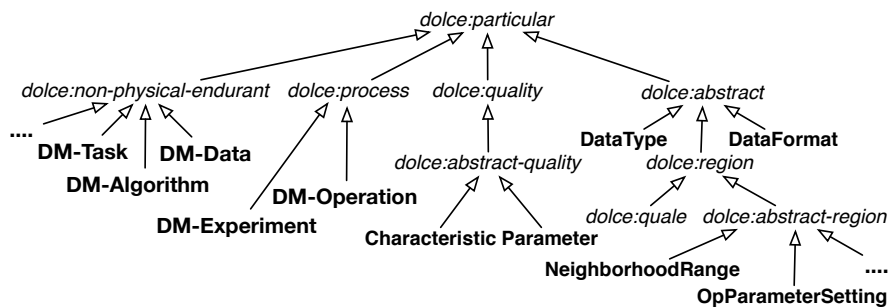 dolce:particular
dolce:non-physical-endurant dolce:process dolce:quality dolce:abstract
.... DM-Task DM-Data DataType DataFormat
DM-Algorithm dolce:abstract-quality dolce:region
DM-Experiment DM-Operation dolce:quale dolce:abstract-region
Characteristic Parameter
NeighborhoodRange ....
OpParameterSetting